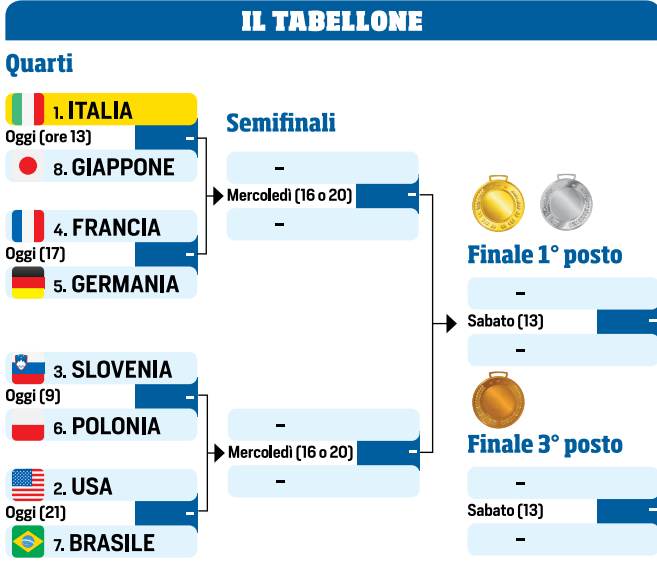 IL TABELLONE
Quarti
1. ITALIA
Oggi (ore 13) -
8. GIAPPONE
4. FRANCIA
Oggi (17) -
5. GERMANIA
3. SLOVENIA
Oggi (9) -
6. POLONIA
2. USA
Oggi (21) -
7. BRASILE
Semifinali
-
Mercoledì (16 o 20) -
-
-
Mercoledì (16 o 20) -
-
Finale 1° posto
-
Sabato (13) -
-
Finale 3° posto
-
Sabato (13) -
-